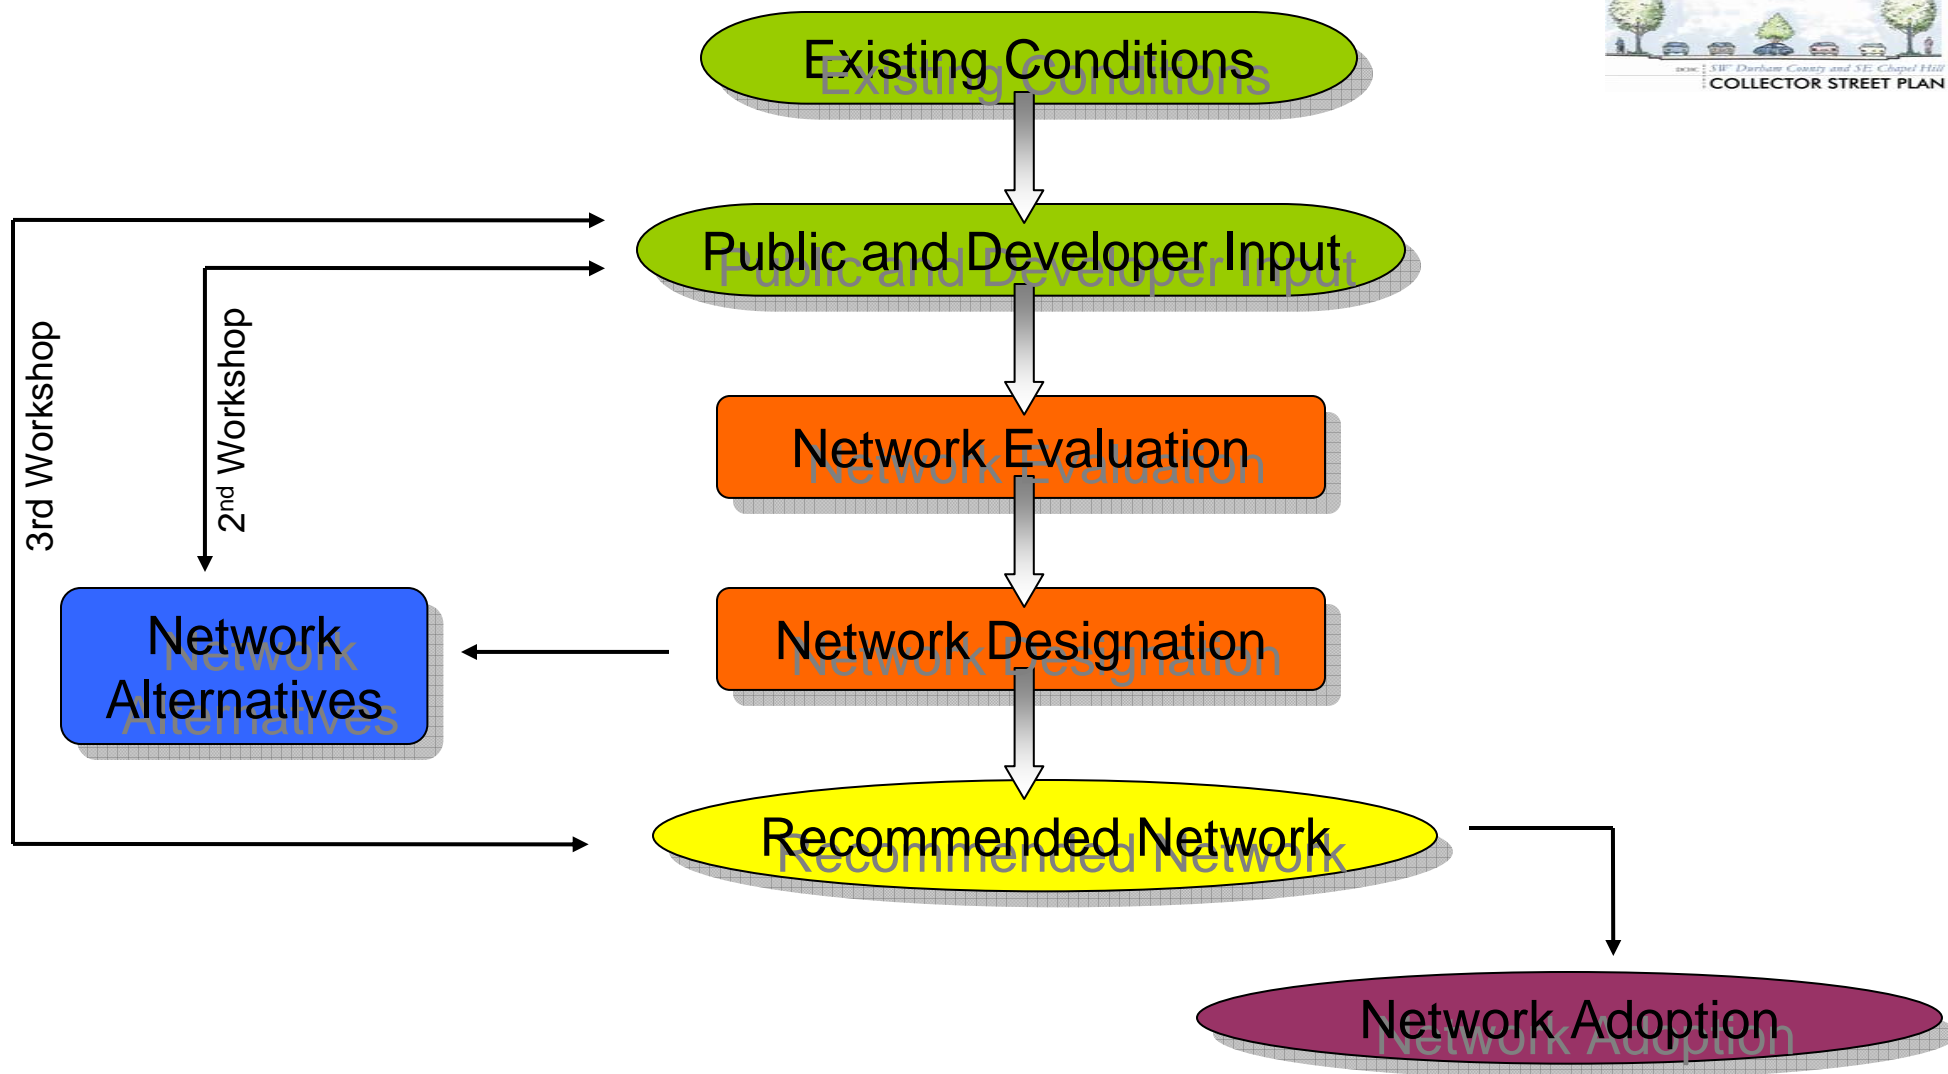 Existing Conditions
DCHC SW Durham County and SE Chapel Hill
COLLECTOR STREET PLAN
Public and Developer Input
3rd Workshop
2nd Workshop
Network Evaluation
Network Designation
Network
Alternatives
Recommended Network
Network Adoption